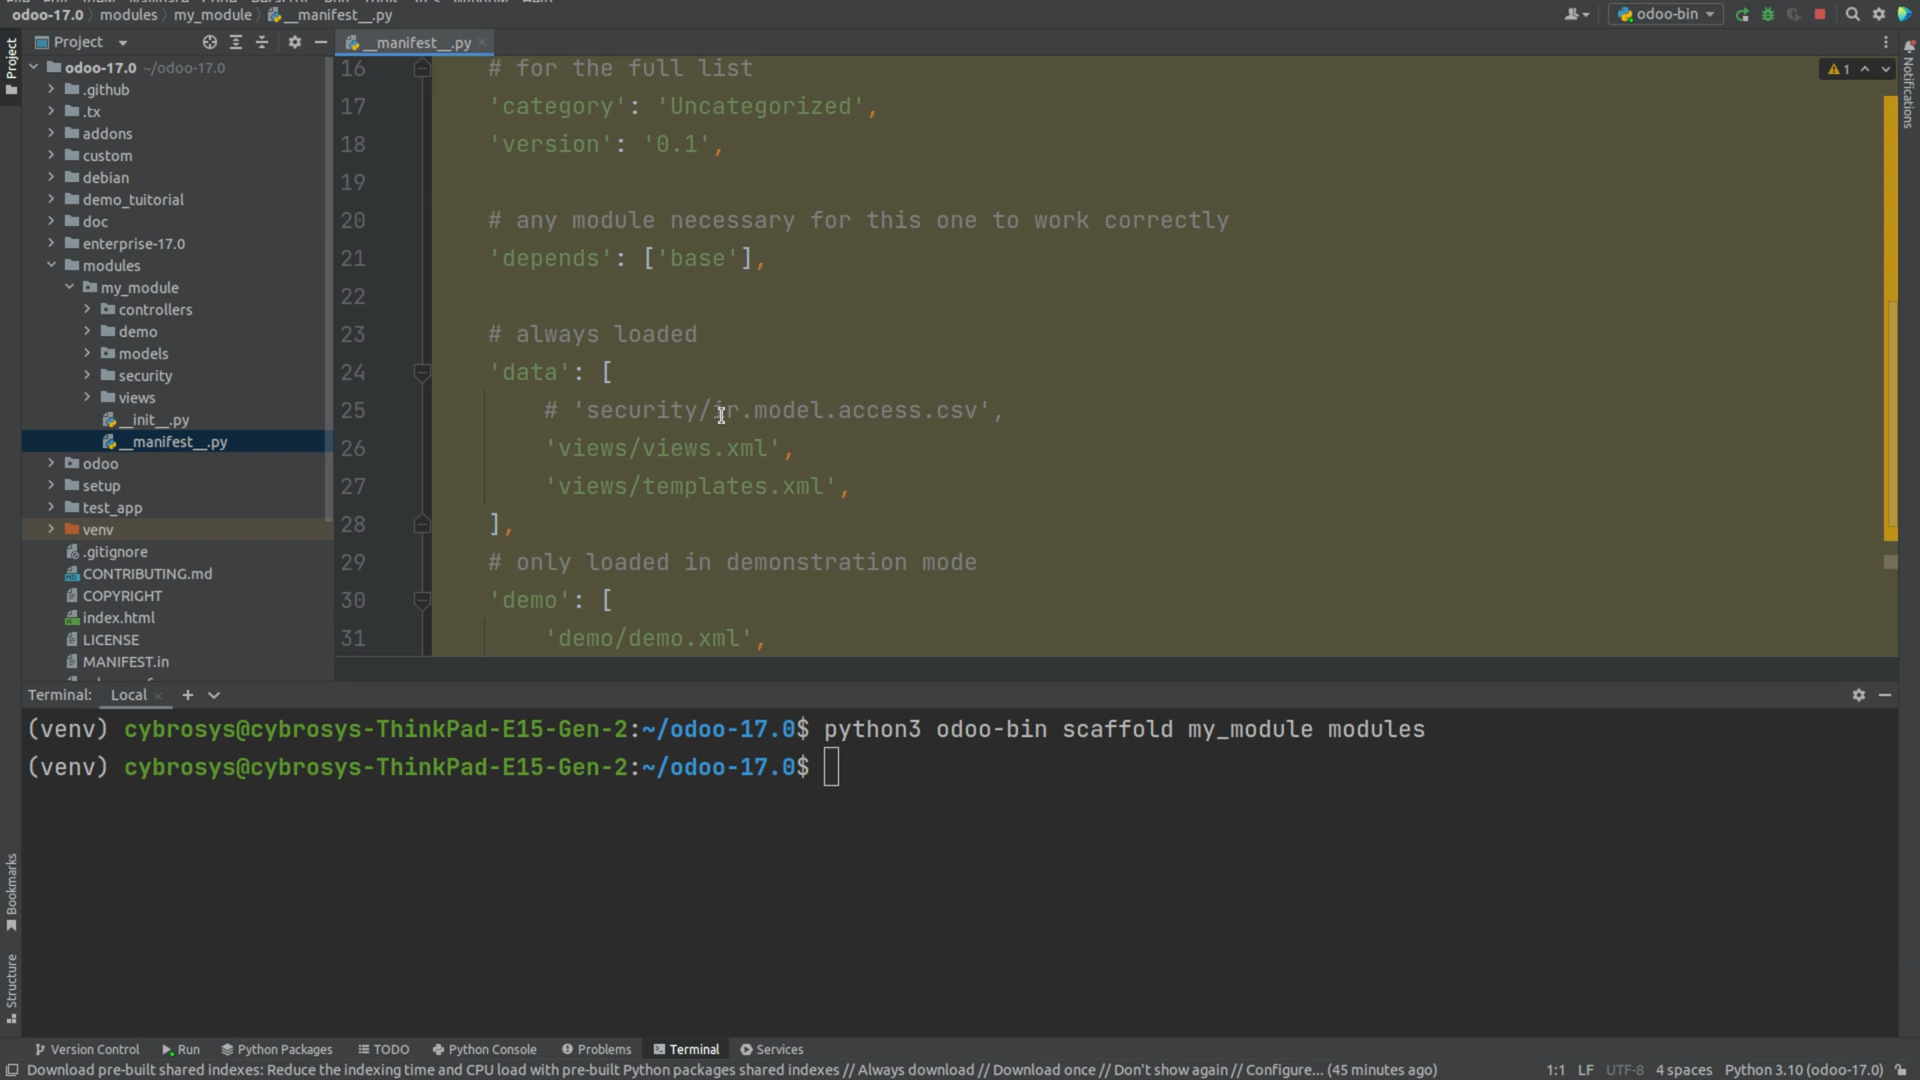 odoo-17.0 modules my_module __manifest__.py
odoo-bin
Project
__manifest__.py
Project
odoo-17.0 ~/odoo-17.0
.github
.tx
addons
custom
debian
demo_tuitorial
doc
enterprise-17.0
modules
my_module
controllers
demo
models
security
views
__init__.py
__manifest__.py
odoo
setup
test_app
venv
.gitignore
CONTRIBUTING.md
COPYRIGHT
index.html
LICENSE
MANIFEST.in
16 # for the full list
17 'category': 'Uncategorized',
18 'version': '0.1',
19
20 # any module necessary for this one to work correctly
21 'depends': ['base'],
22
23 # always loaded
24 'data': [
25 # 'security/ir.model.access.csv',
26 'views/views.xml',
27 'views/templates.xml',
28 ],
29 # only loaded in demonstration mode
30 'demo': [
31 'demo/demo.xml',
1
Notifications
Terminal: Local
(venv) cybrosys@cybrosys-ThinkPad-E15-Gen-2:~/odoo-17.0$ python3 odoo-bin scaffold my_module modules
(venv) cybrosys@cybrosys-ThinkPad-E15-Gen-2:~/odoo-17.0$
Bookmarks
Structure
Version Control Run Python Packages TODO Python Console Problems Terminal Services
Download pre-built shared indexes: Reduce the indexing time and CPU load with pre-built Python packages shared indexes // Always download // Download once // Don't show again // Configure... (45 minutes ago) 1:1 LF UTF-8 4 spaces Python 3.10 (odoo-17.0)